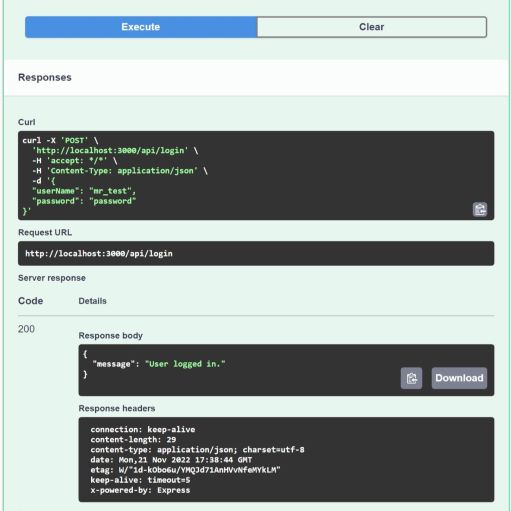 Execute
Clear
Responses
Curl
curl -X 'POST' \
'http://localhost:3000/api/login' \
-H 'accept: */*' \
-H 'Content-Type: application/json' \
-d '{
"userName": "mr_test",
"password": "password"
}'
Request URL
http://localhost:3000/api/login
Server response
Code
Details
200
Response body
{
"message": "User logged in."
}
Download
Response headers
connection: keep-alive
content-length: 29
content-type: application/json; charset=utf-8
date: Mon,21 Nov 2022 17:38:44 GMT
etag: W/"1d-kObo6u/YMQJd71AnHVvNfeMYkLM"
keep-alive: timeout=5
x-powered-by: Express